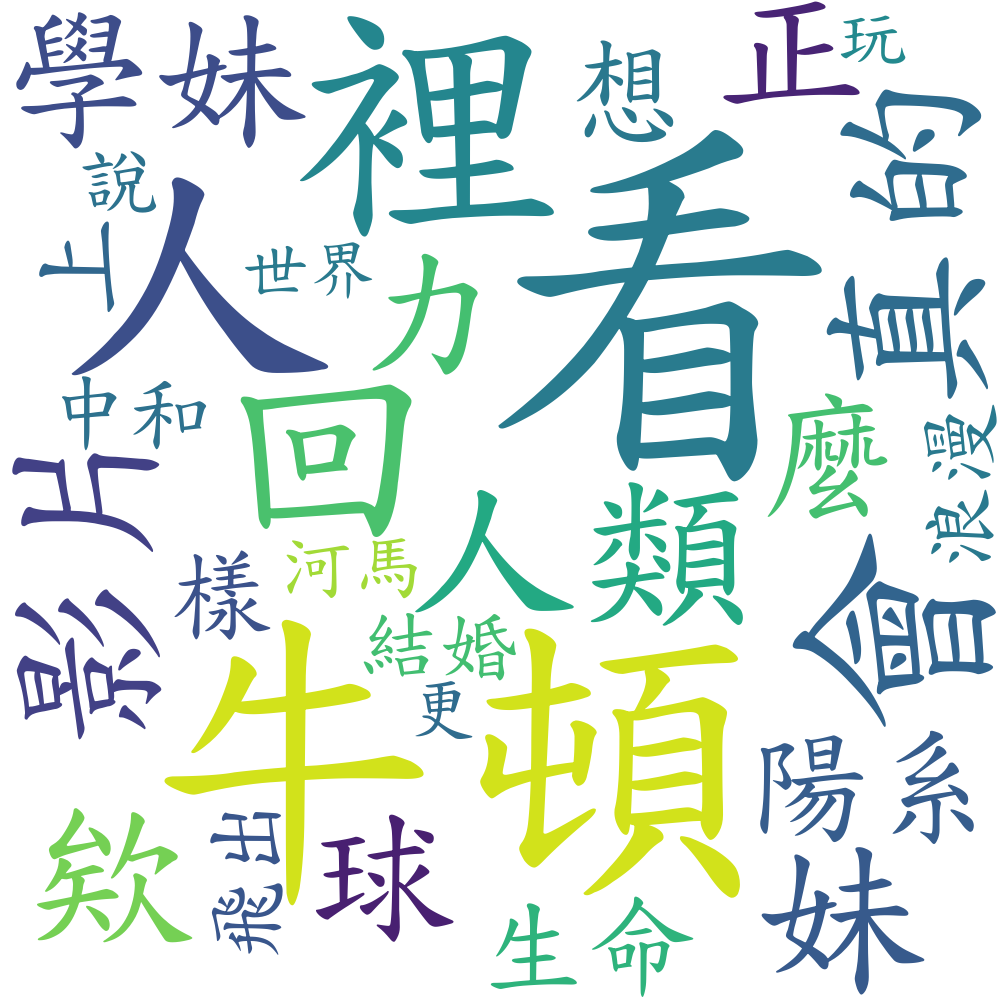 學妹
裡
想
正
玩
的
說
上
人
世界
力
看
真
中和
影片
回
麼
浪漫
人類
會
河馬
樣
結婚
更
牛頓
陽系
欸
飛出
球
妹
生命